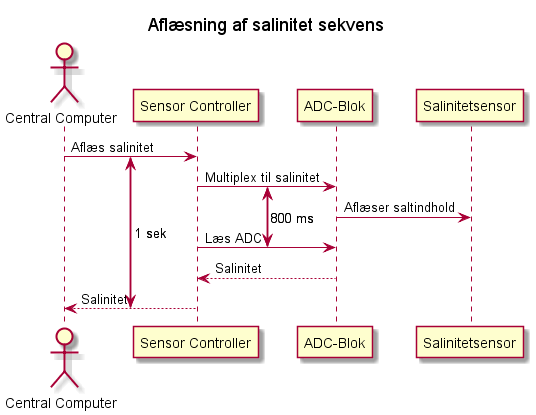 Aflæsning af salinitet sekvens
Central Computer
Sensor Controller
ADC-Blok
Salinitetsensor
Aflæs salinitet
Multiplex til salinitet
Aflæser saltindhold
800 ms
1 sek
Læs ADC
Salinitet
Salinitet
Central Computer
Sensor Controller
ADC-Blok
Salinitetsensor